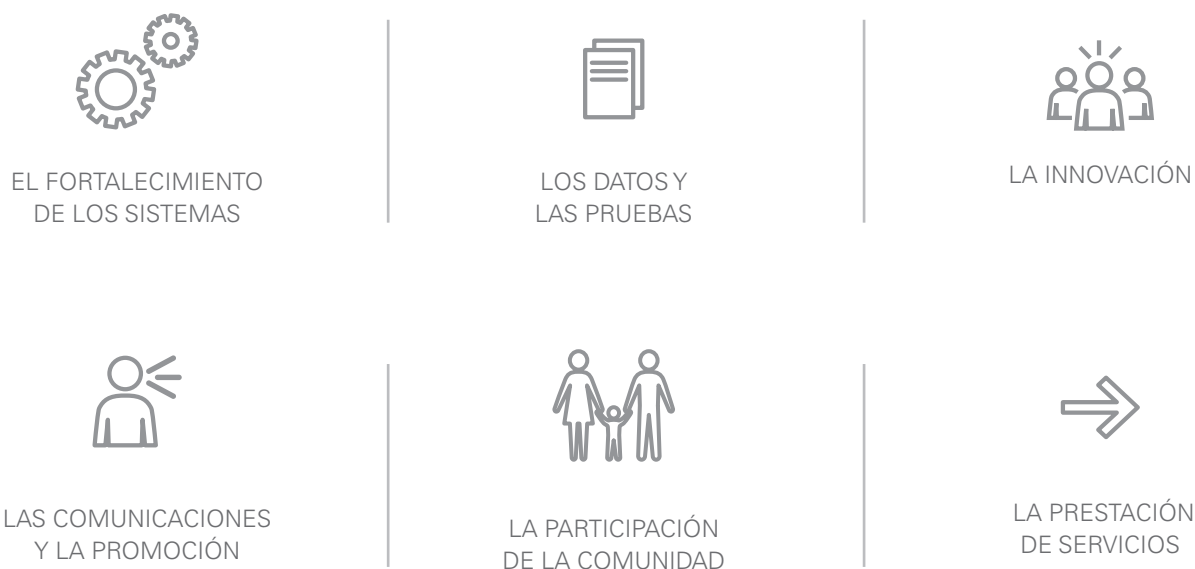 EL FORTALECIMIENTO
DE LOS SISTEMAS
LOS DATOS Y
LAS PRUEBAS
LA INNOVACIÓN
LAS COMUNICACIONES
Y LA PROMOCIÓN
LA PARTICIPACIÓN
DE LA COMUNIDAD
LA PRESTACIÓN
DE SERVICIOS